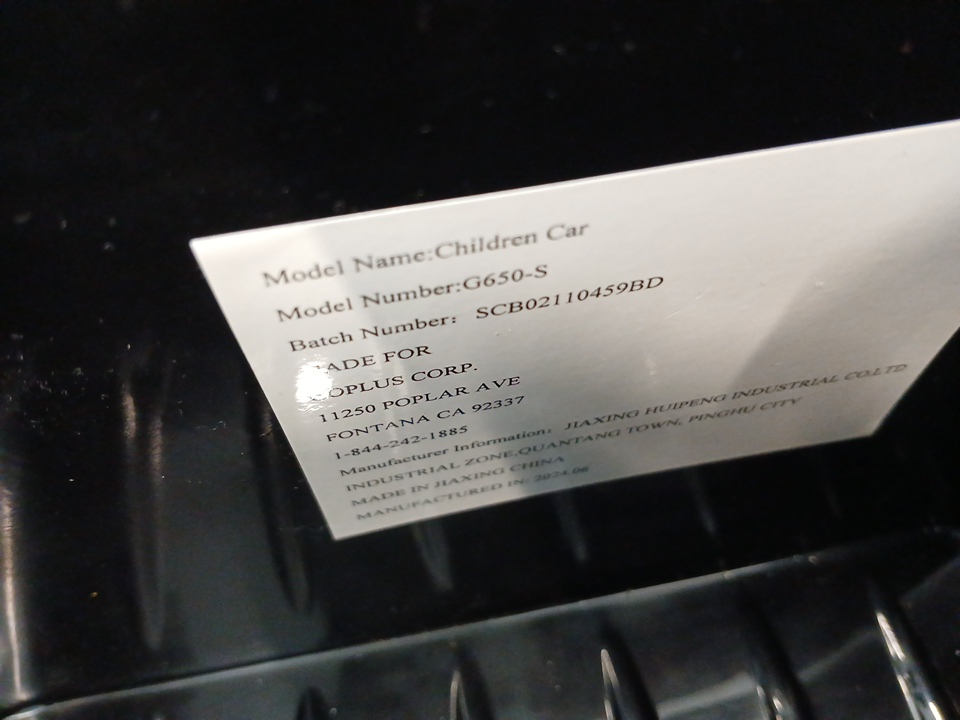 Model Name:Children Car
Model Number:G650-S
Batch Number: SCB02110459BD
ADE FOR
OPLUS CORP.
11250 POPLAR AVE
FONTANA CA 92337
1-844-242-1885
Manufacturer Information: JIAXING HUIPENG INDUSTRIAL CO.LTD
INDUSTRIAL ZONE,QUANTANG TOWN, PINGHU CITY
MADE IN JIAXING CHINA
MANUFACTURED IN: 2024.06